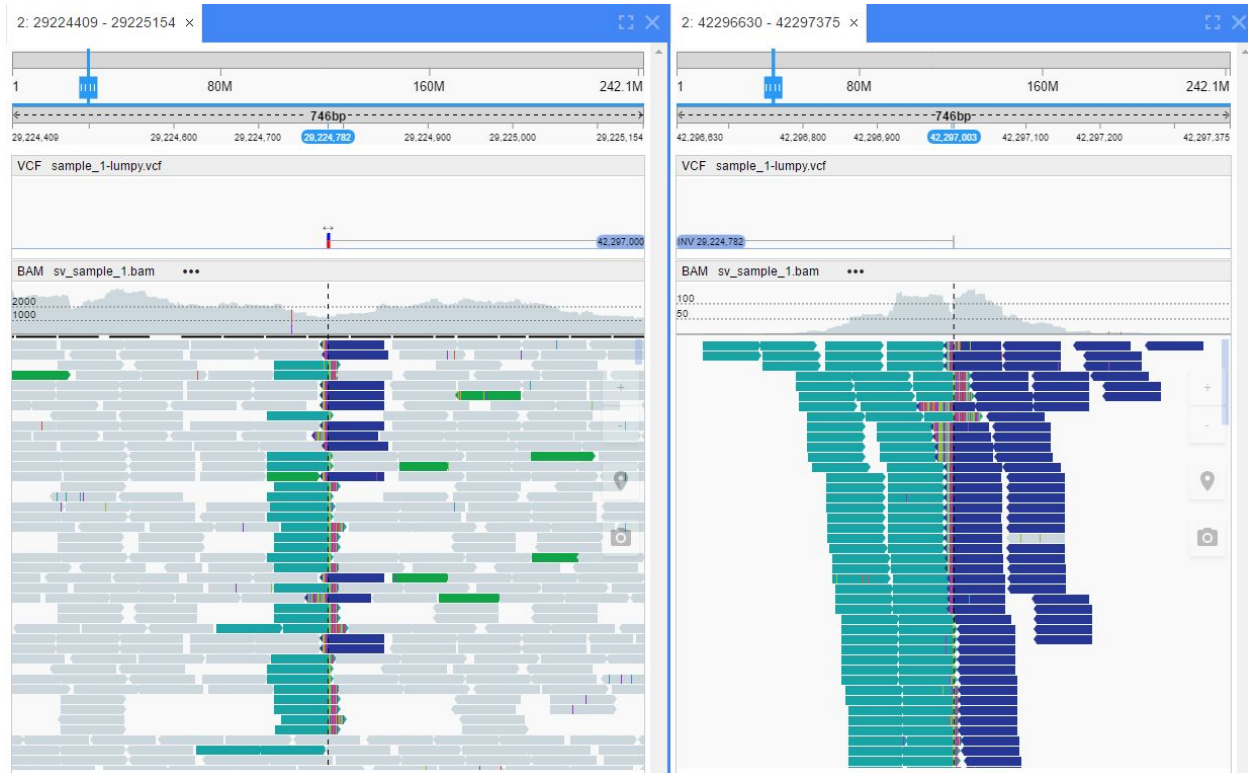 2: 29224409 - 29225154 ×
1 80M 160M 242.1M
746bp
29,224,409 29,224,600 29,224,700 29,224,782 29,224,900 29,225,000 29,225,154
VCF sample_1-lumpy.vcf
42,297,000
BAM sv_sample_1.bam •••
2000
1000
2: 42296630 - 42297375 ×
1 80M 160M 242.1M
746bp
42,296,630 42,296,800 42,296,900 42,297,003 42,297,100 42,297,200 42,297,375
VCF sample_1-lumpy.vcf
INV 29,224,782
BAM sv_sample_1.bam •••
100
50